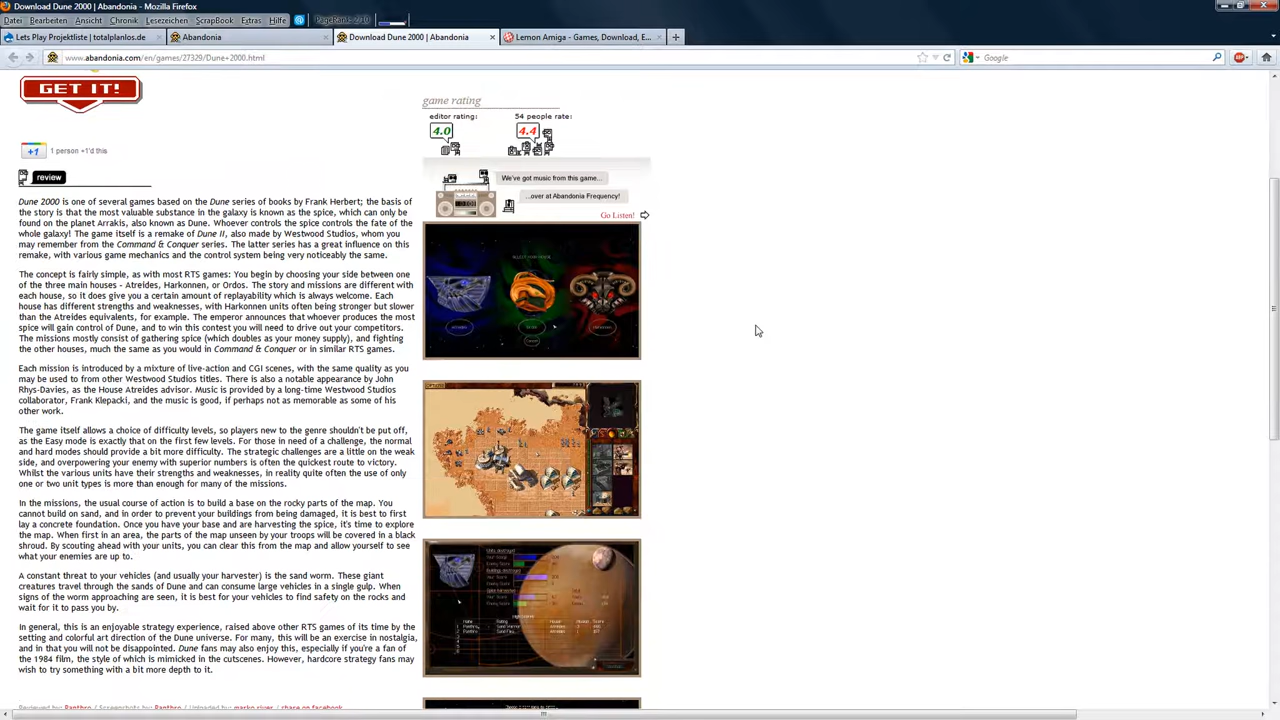 Download Dune 2000 | Abandonia - Mozilla Firefox
Datei Bearbeiten Ansicht Chronik Lesezeichen ScrapBook Extras Hilfe
Lets Play Projektliste | totalplanlos.de Abandonia Download Dune 2000 | Abandonia Lemon Amiga - Games, Download, E...
www.abandonia.com/en/games/27329/Dune+2000.html Google
GET IT!
game rating
editor rating: 54 people rate:
4.0 4.4
+1 1 person +1'd this
We've got music from this game...
...over at Abandonia Frequency!
Go Listen!
review
Dune 2000 is one of several games based on the Dune series of books by Frank Herbert; the basis of
the story is that the most valuable substance in the galaxy is known as the spice, which can only be
found on the planet Arrakis, also known as Dune. Whoever controls the spice controls the fate of the
whole galaxy! The game itself is a remake of Dune II, also made by Westwood Studios, whom you
may remember from the Command & Conquer series. The latter series has a great influence on this
remake, with various game mechanics and the control system being very noticeably the same.
The concept is fairly simple, as with most RTS games: You begin by choosing your side between one
of the three main houses - Atreides, Harkonnen, or Ordos. The story and missions are different with
each house, so it does give you a certain amount of replayability which is always welcome. Each
house has different strengths and weaknesses, with Harkonnen units often being stronger but slower
than the Atreides equivalents, for example. The emperor announces that whoever produces the most
spice will gain control of Dune, and to win this contest you will need to drive out your competitors.
The missions mostly consist of gathering spice (which doubles as your money supply), and fighting
the other houses, much the same as you would in Command & Conquer or in similar RTS games.
Each mission is introduced by a mixture of live-action and CGI scenes, with the same quality as you
may be used to from other Westwood Studios titles. There is also a notable appearance by John
Rhys-Davies, as the House Atreides advisor. Music is provided by a long-time Westwood Studios
collaborator, Frank Klepacki, and the music is good, if perhaps not as memorable as some of his
other work.
The game itself allows a choice of difficulty levels, so players new to the genre shouldn't be put off,
as the Easy mode is exactly that on the first few levels. For those in need of a challenge, the normal
and hard modes should provide a bit more difficulty. The strategic challenges are a little on the weak
side, and overpowering your enemy with superior numbers is often the quickest route to victory.
Whilst the various units have their strengths and weaknesses, in reality quite often the use of only
one or two unit types is more than enough for many of the missions.
In the missions, the usual course of action is to build a base on the rocky parts of the map. You
cannot build on sand, and in order to prevent your buildings from being damaged, it is best to first
lay a concrete foundation. Once you have your base and are harvesting the spice, it's time to explore
the map. When first in an area, the parts of the map unseen by your troops will be covered in a black
shroud. By scouting ahead with your units, you can clear this from the map and allow yourself to see
what your enemies are up to.
A constant threat to your vehicles (and usually your harvester) is the sand worm. These giant
creatures travel through the sands of Dune and can consume large vehicles in a single gulp. When
signs of the worm approaching are seen, it is best for your vehicles to find safety on the rocks and
wait for it to pass you by.
In general, this is an enjoyable strategy experience, raised above other RTS games of its time by the
setting and colorful art direction of the Dune universe. For many, this will be an exercise in nostalgia,
and in that you will not be disappointed. Dune fans may also enjoy this, especially if you're a fan of
the 1984 film, the style of which is mimicked in the cutscenes. However, hardcore strategy fans may
wish to try something with a bit more depth to it.
Reviewed by: Panthro / Screenshots by: Panthro / Uploaded by: marko river / share on facebook